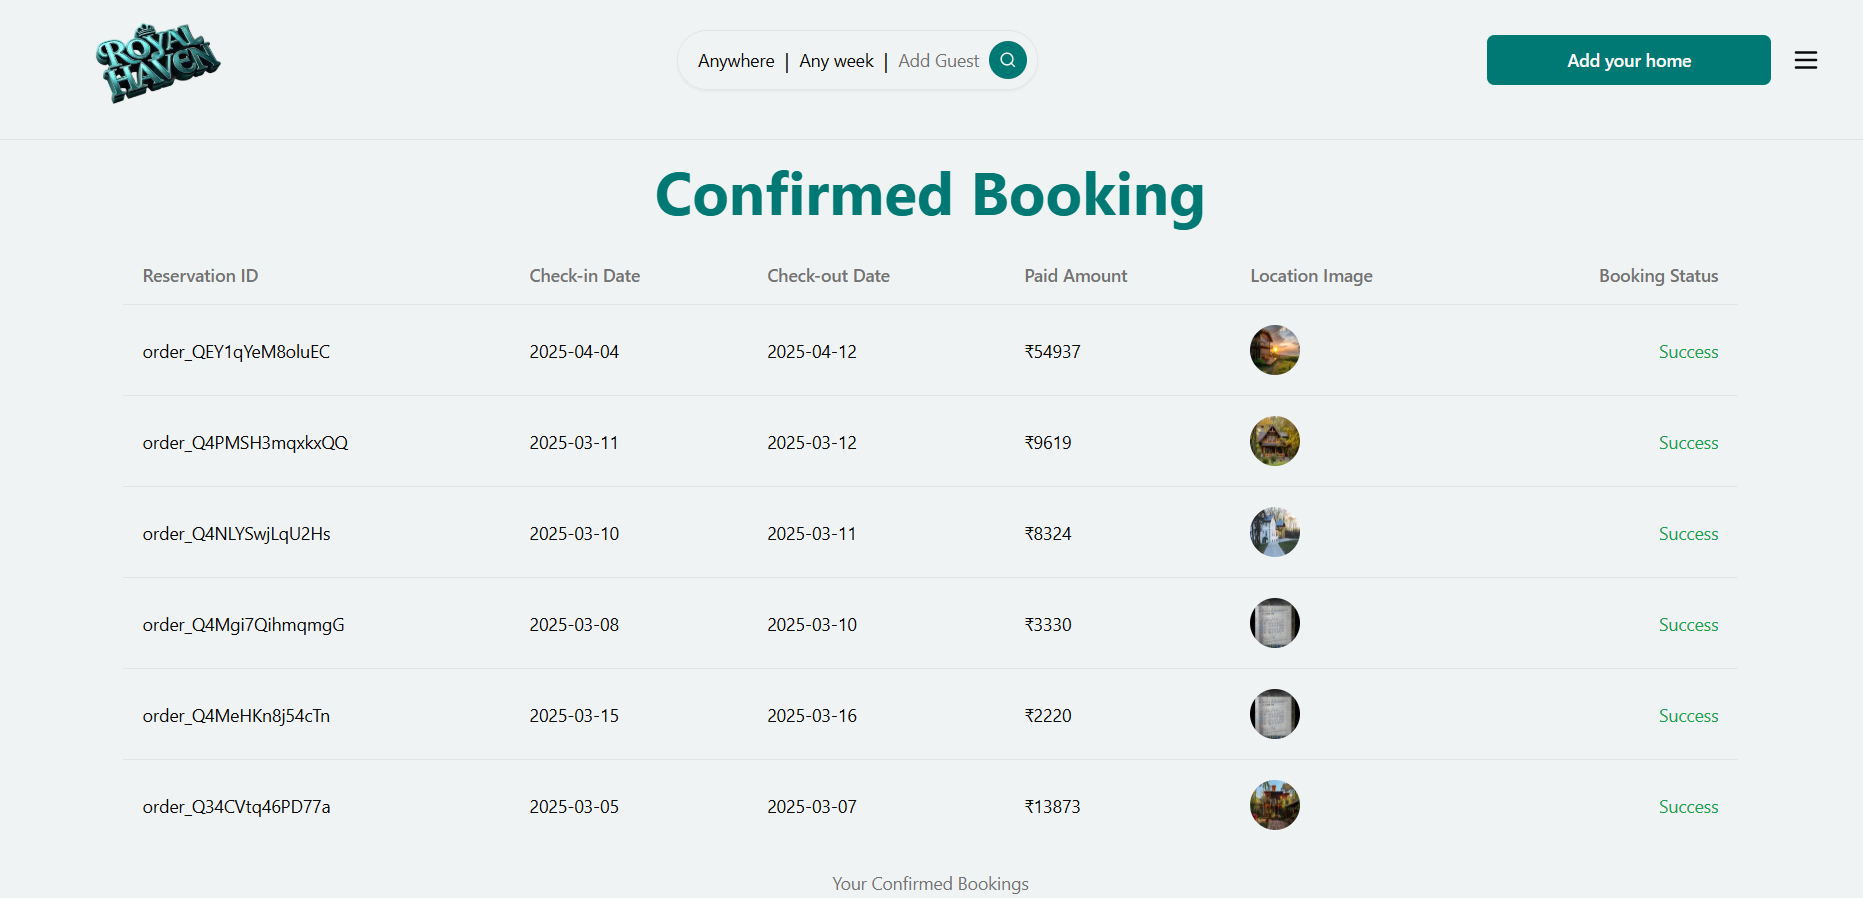 ROYAL
HAVEN
Anywhere | Any week | Add Guest
Add your home
Confirmed Booking
Reservation ID Check-in Date Check-out Date Paid Amount Location Image Booking Status
order_QEY1qYeM8oluEC 2025-04-04 2025-04-12 ₹54937 Success
order_Q4PMSH3mqxkxQQ 2025-03-11 2025-03-12 ₹9619 Success
order_Q4NLYSwjLqU2Hs 2025-03-10 2025-03-11 ₹8324 Success
order_Q4Mgi7QihmqmgG 2025-03-08 2025-03-10 ₹3330 Success
order_Q4MeHKn8j54cTn 2025-03-15 2025-03-16 ₹2220 Success
order_Q34CVtq46PD77a 2025-03-05 2025-03-07 ₹13873 Success
Your Confirmed Bookings